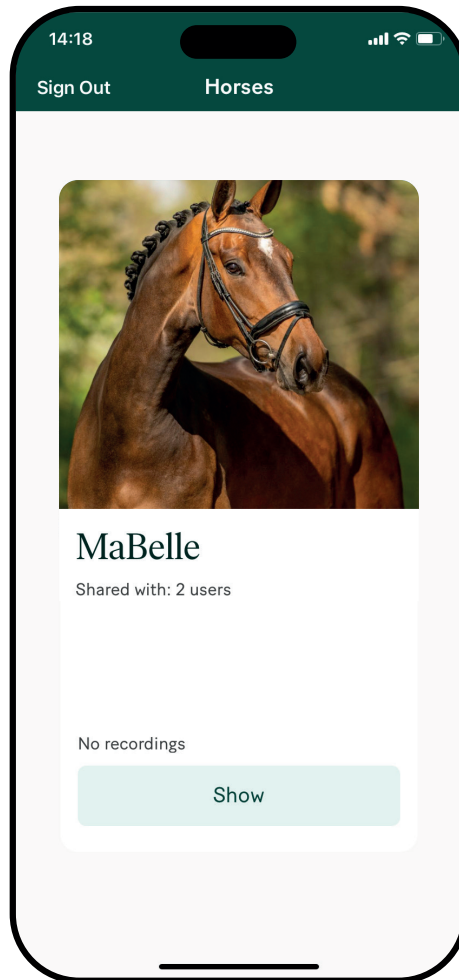 14:18
Sign Out
Horses
MaBelle
Shared with: 2 users
No recordings
Show